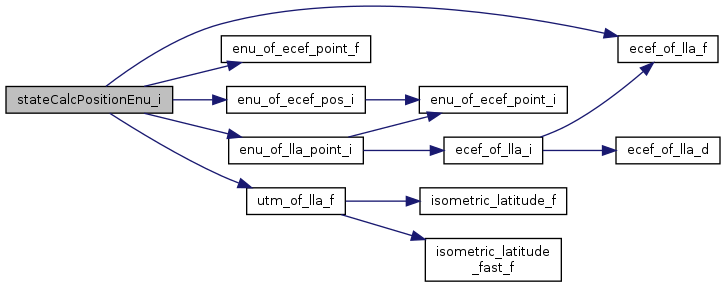 stateCalcPositionEnu_i
enu_of_ecef_point_f
ecef_of_lla_f
enu_of_ecef_pos_i
enu_of_ecef_point_i
enu_of_lla_point_i
ecef_of_lla_i
ecef_of_lla_d
utm_of_lla_f
isometric_latitude_f
isometric_latitude
_fast_f